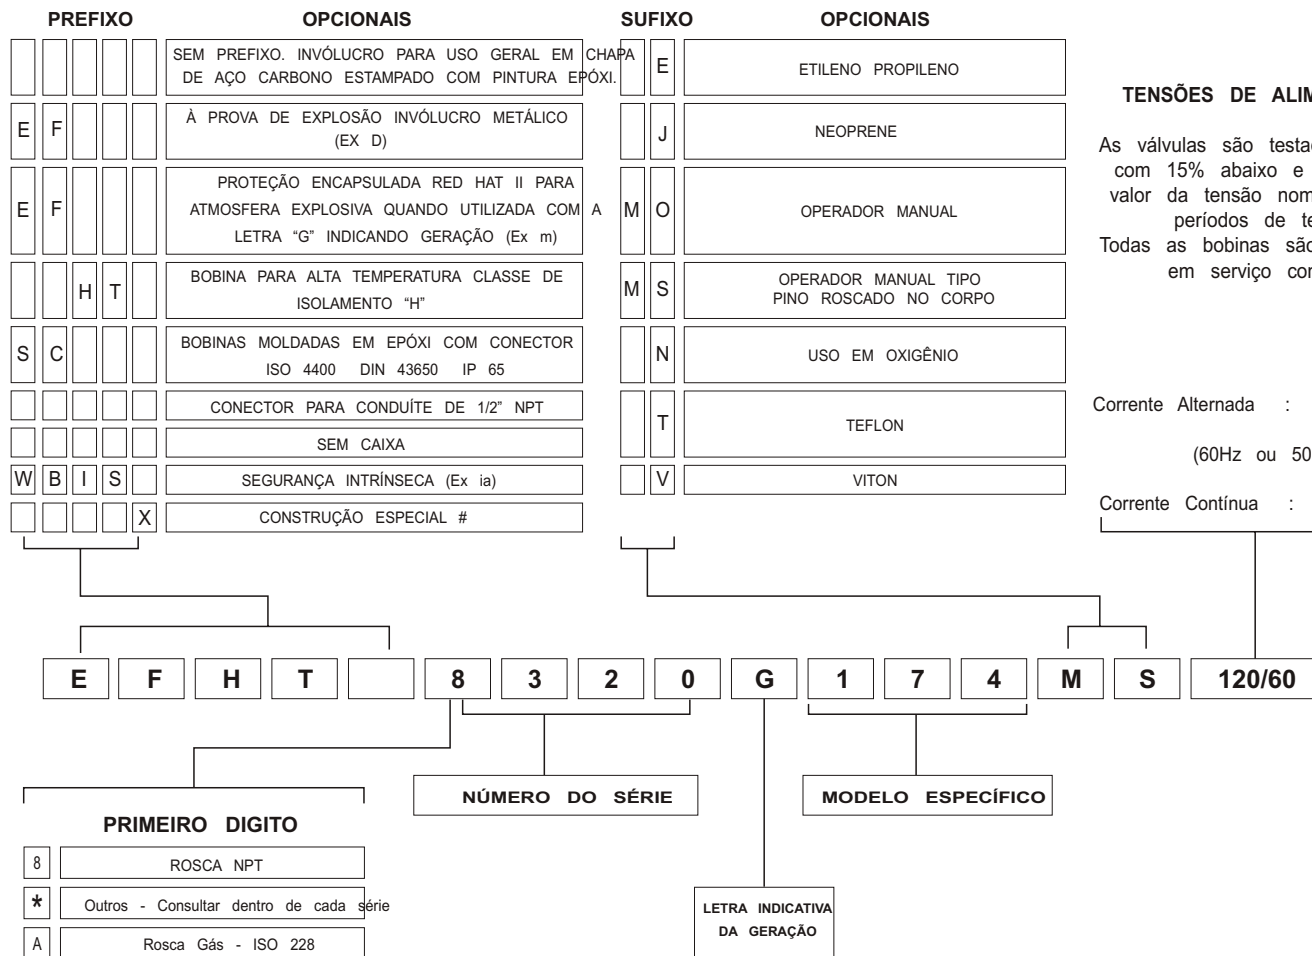 PREFIXO OPCIONAIS SUFIXO OPCIONAIS
SEM PREFIXO. INVÓLUCRO PARA USO GERAL EM CHAPA
DE AÇO CARBONO ESTAMPADO COM PINTURA EPÓXI.
E F
À PROVA DE EXPLOSÃO INVÓLUCRO METÁLICO
(EX D)
E F
PROTEÇÃO ENCAPSULADA RED HAT II PARA
ATMOSFERA EXPLOSIVA QUANDO UTILIZADA COM A
LETRA “G” INDICANDO GERAÇÃO (Ex m)
H T
BOBINA PARA ALTA TEMPERATURA CLASSE DE
ISOLAMENTO “H”
S C
BOBINAS MOLDADAS EM EPÓXI COM CONECTOR
ISO 4400 DIN 43650 IP 65
CONECTOR PARA CONDUÍTE DE 1/2” NPT
SEM CAIXA
W B I S SEGURANÇA INTRÍNSECA (Ex ia)
X CONSTRUÇÃO ESPECIAL #
E ETILENO PROPILENO
J NEOPRENE
M O OPERADOR MANUAL
M S
OPERADOR MANUAL TIPO
PINO ROSCADO NO CORPO
N USO EM OXIGÊNIO
T TEFLON
V VITON
TENSÕES DE ALIM
As válvulas são testad
com 15% abaixo e
valor da tensão nom
períodos de te
Todas as bobinas são
em serviço con
Corrente Alternada :
(60Hz ou 50
Corrente Contínua :
E F H T 8 3 2 0 G 1 7 4 M S 120/60
NÚMERO DO SÉRIE
MODELO ESPECÍFICO
PRIMEIRO DIGITO
8 ROSCA NPT
* Outros - Consultar dentro de cada série
A Rosca Gás - ISO 228
LETRA INDICATIVA
DA GERAÇÃO